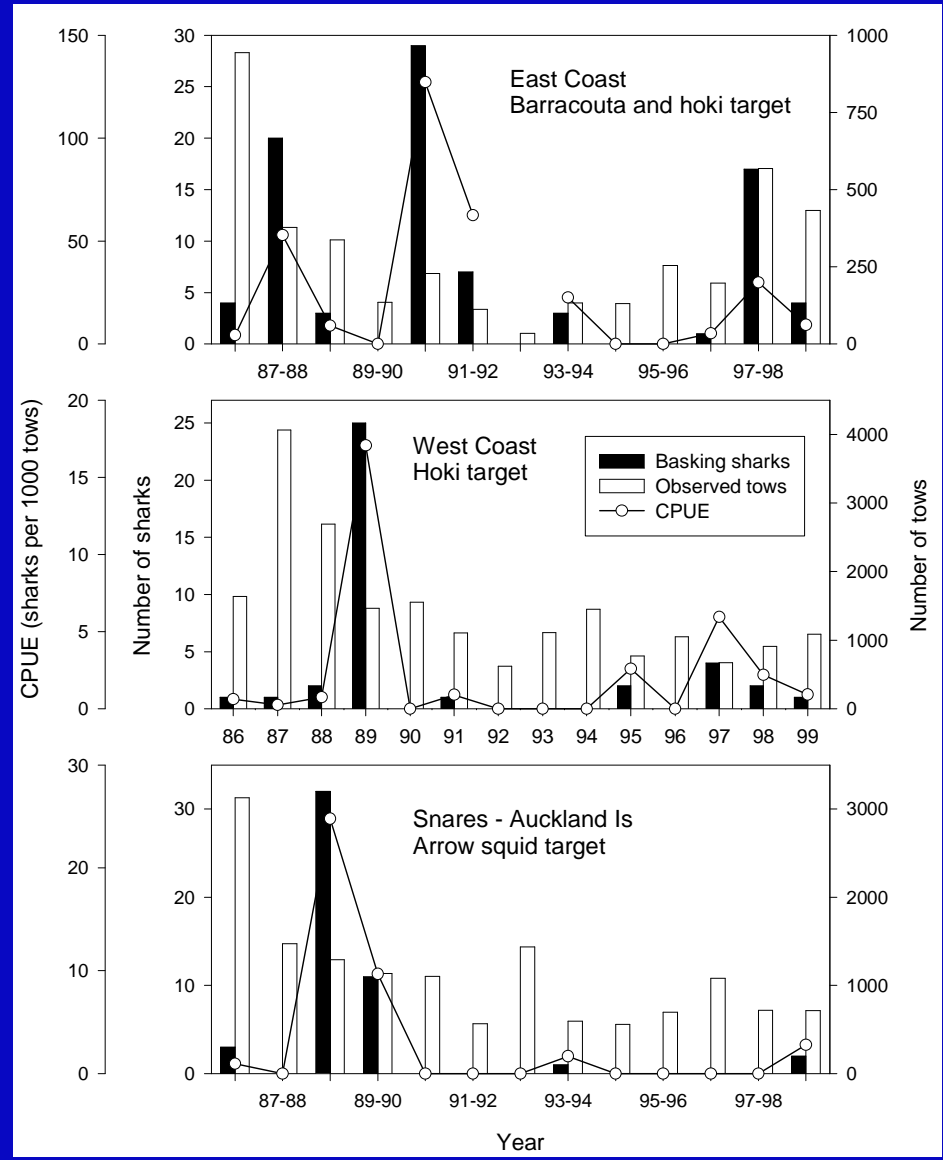 East Coast
Barracouta and hoki target
150
100
50
0
30
25
20
15
10
5
0
1000
750
500
250
0
87-88 89-90 91-92 93-94 95-96 97-98
West Coast
Hoki target
Basking sharks
Observed tows
CPUE
CPUE (sharks per 1000 tows)
20
15
10
5
0
Number of sharks
25
20
15
10
5
0
4000
3000
2000
1000
0
Number of tows
86 87 88 89 90 91 92 93 94 95 96 97 98 99
Snares - Auckland Is
Arrow squid target
30
20
10
0
30
20
10
0
3000
2000
1000
0
87-88 89-90 91-92 93-94 95-96 97-98
Year